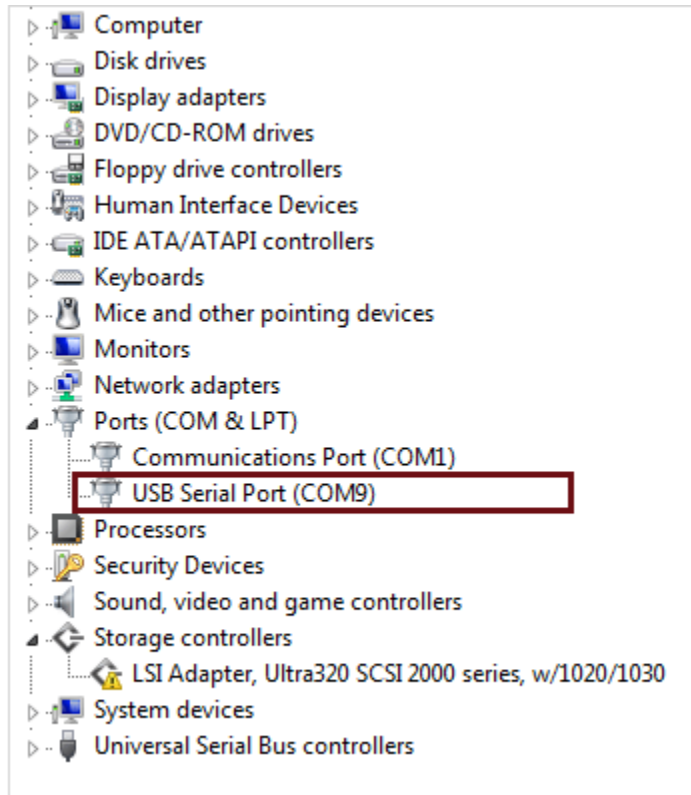 Computer
Disk drives
Display adapters
DVD/CD-ROM drives
Floppy drive controllers
Human Interface Devices
IDE ATA/ATAPI controllers
Keyboards
Mice and other pointing devices
Monitors
Network adapters
Ports (COM & LPT)
Communications Port (COM1)
USB Serial Port (COM9)
Processors
Security Devices
Sound, video and game controllers
Storage controllers
LSI Adapter, Ultra320 SCSI 2000 series, w/1020/1030
System devices
Universal Serial Bus controllers